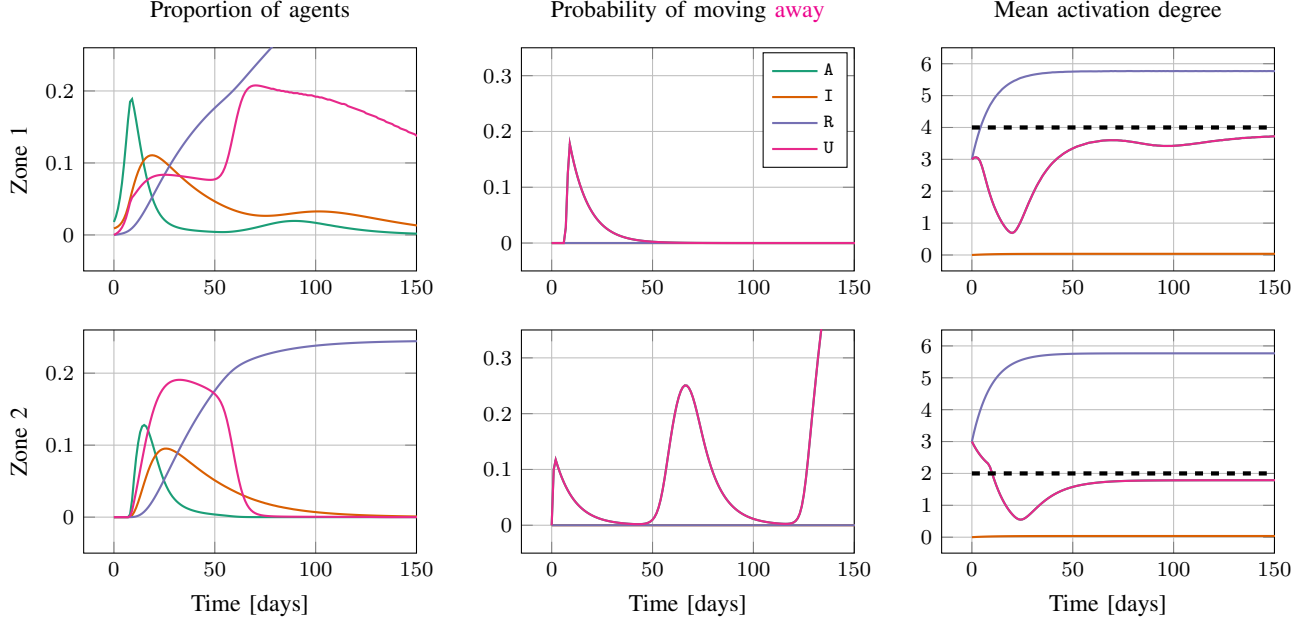 Proportion of agents
Probability of moving away
Mean activation degree
Zone 1
0.2
0.1
0
0 50 100 150
0.3
0.2
0.1
0
0 50 100 150
A
I
R
U
6
5
4
3
2
1
0
0 50 100 150
Zone 2
0.2
0.1
0
0 50 100 150
Time [days]
0.3
0.2
0.1
0
0 50 100 150
Time [days]
6
5
4
3
2
1
0
0 50 100 150
Time [days]